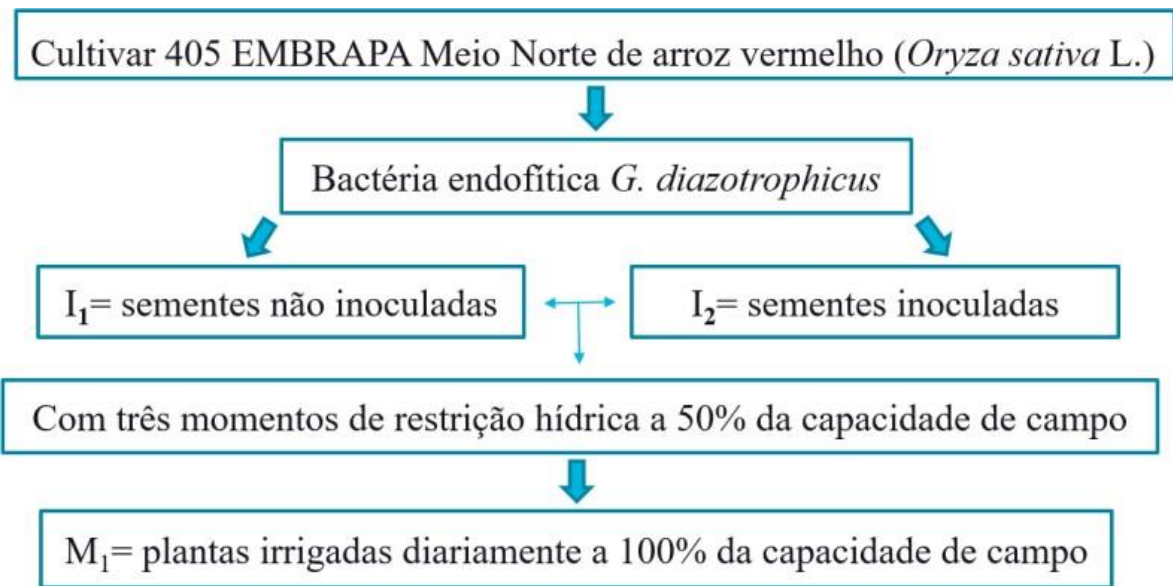 Cultivar 405 EMBRAPA Meio Norte de arroz vermelho (Oryza sativa L.)
Bactéria endofítica G. diazotrophicus
I₁= sementes não inoculadas
I₂= sementes inoculadas
Com três momentos de restrição hídrica a 50% da capacidade de campo
M₁= plantas irrigadas diariamente a 100% da capacidade de campo